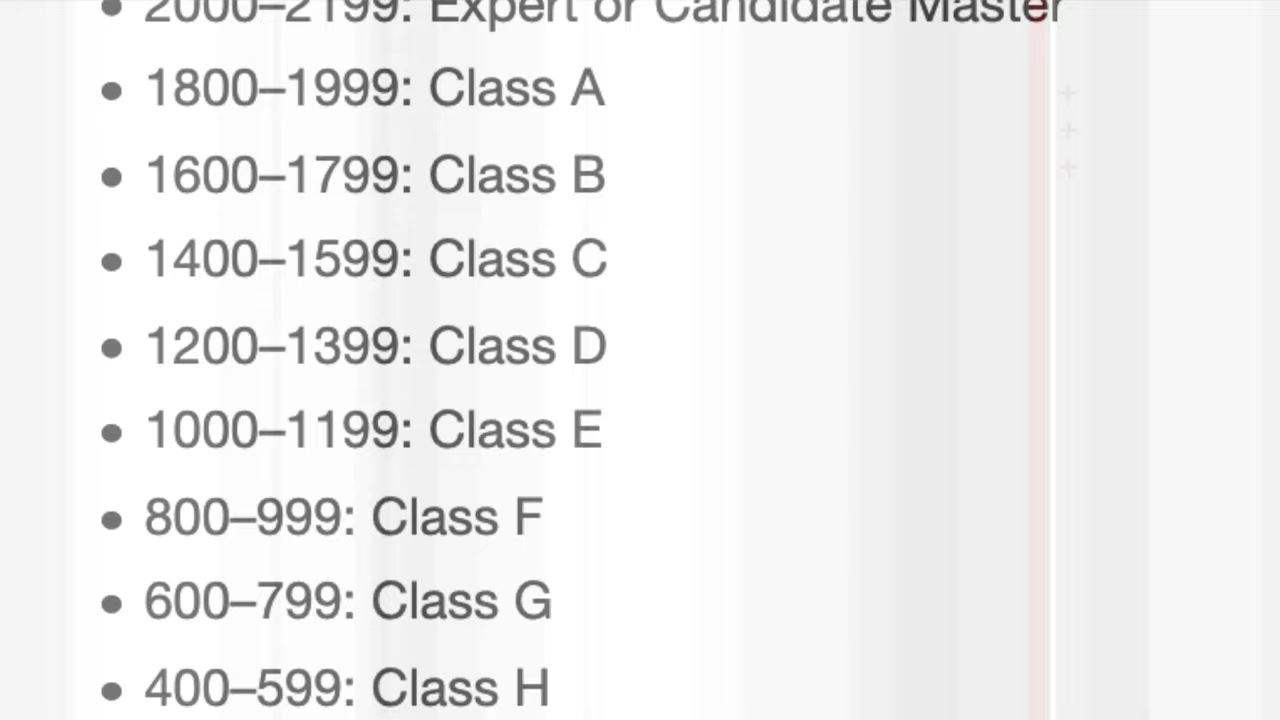 • 2000–2199: Expert or Candidate Master
• 1800–1999: Class A
• 1600–1799: Class B
• 1400–1599: Class C
• 1200–1399: Class D
• 1000–1199: Class E
• 800–999: Class F
• 600–799: Class G
• 400–599: Class H